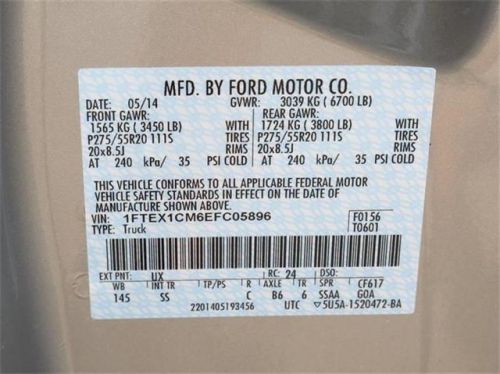 MFD. BY FORD MOTOR CO.
DATE: 05/14 GVWR: 3039 KG ( 6700 LB)
FRONT GAWR: REAR GAWR:
1565 KG ( 3450 LB) WITH 1724 KG ( 3800 LB) WITH
P275/55R20 111S TIRES P275/55R20 111S TIRES
20x8.5J RIMS 20x8.5J RIMS
AT 240 kPa/ 35 PSI COLD AT 240 kPa/ 35 PSI COLD
THIS VEHICLE CONFORMS TO ALL APPLICABLE FEDERAL MOTOR
VEHICLE SAFETY STANDARDS IN EFFECT ON THE DATE OF
MANUFACTURE SHOWN ABOVE.
VIN: 1FTEX1CM6EFC05896 F0156
TYPE: Truck T0601
EXT PNT: UX RC: 24 DSO:
WB INT TR TP/PS R AXLE TR SPR CF617
145 SS C B6 6 SSAA GOA
2201405193456 UTC ▽5U5A-1520472-BA